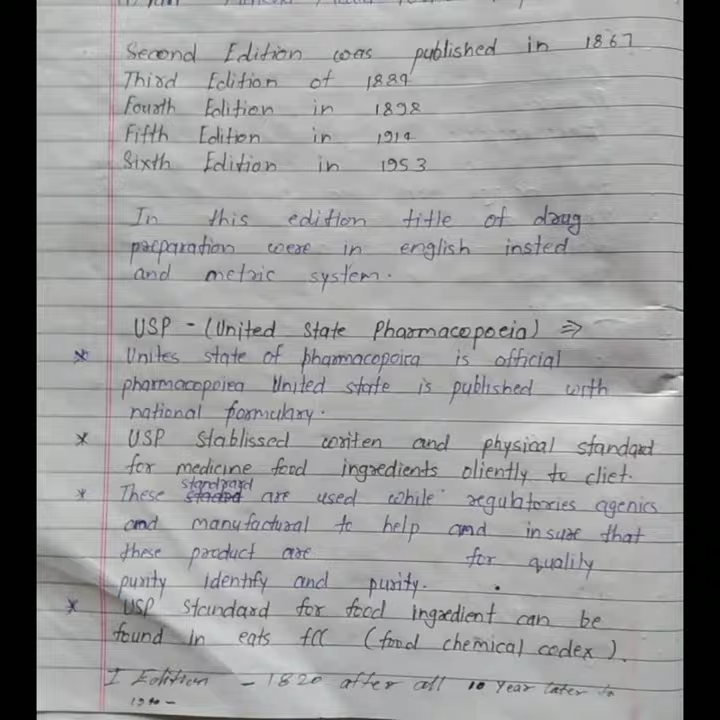 Second Edition was published in 1867
Third Edition of 1889
Fourth Edition in 1898
Fifth Edition in 1914
Sixth Edition in 1953
In this edition title of drug
preparation were in english insted
and metric system.
USP - (United State Pharmacopoeia) ⇒
* Unites state of pharmacopoiea is official
pharmacopoiea United state is published with
national formulary.
* USP stablissed writen and physical standard
for medicine food ingredients oliently to cliet.
standrard
* These are used while regulatories agenics
and manufactural to help and insure that
these product are for quality
purity identify and purity.
* USP standard for food ingredient can be
found in eats fcc (food chemical codex).
I Edition - 1820 after all 10 Year later to